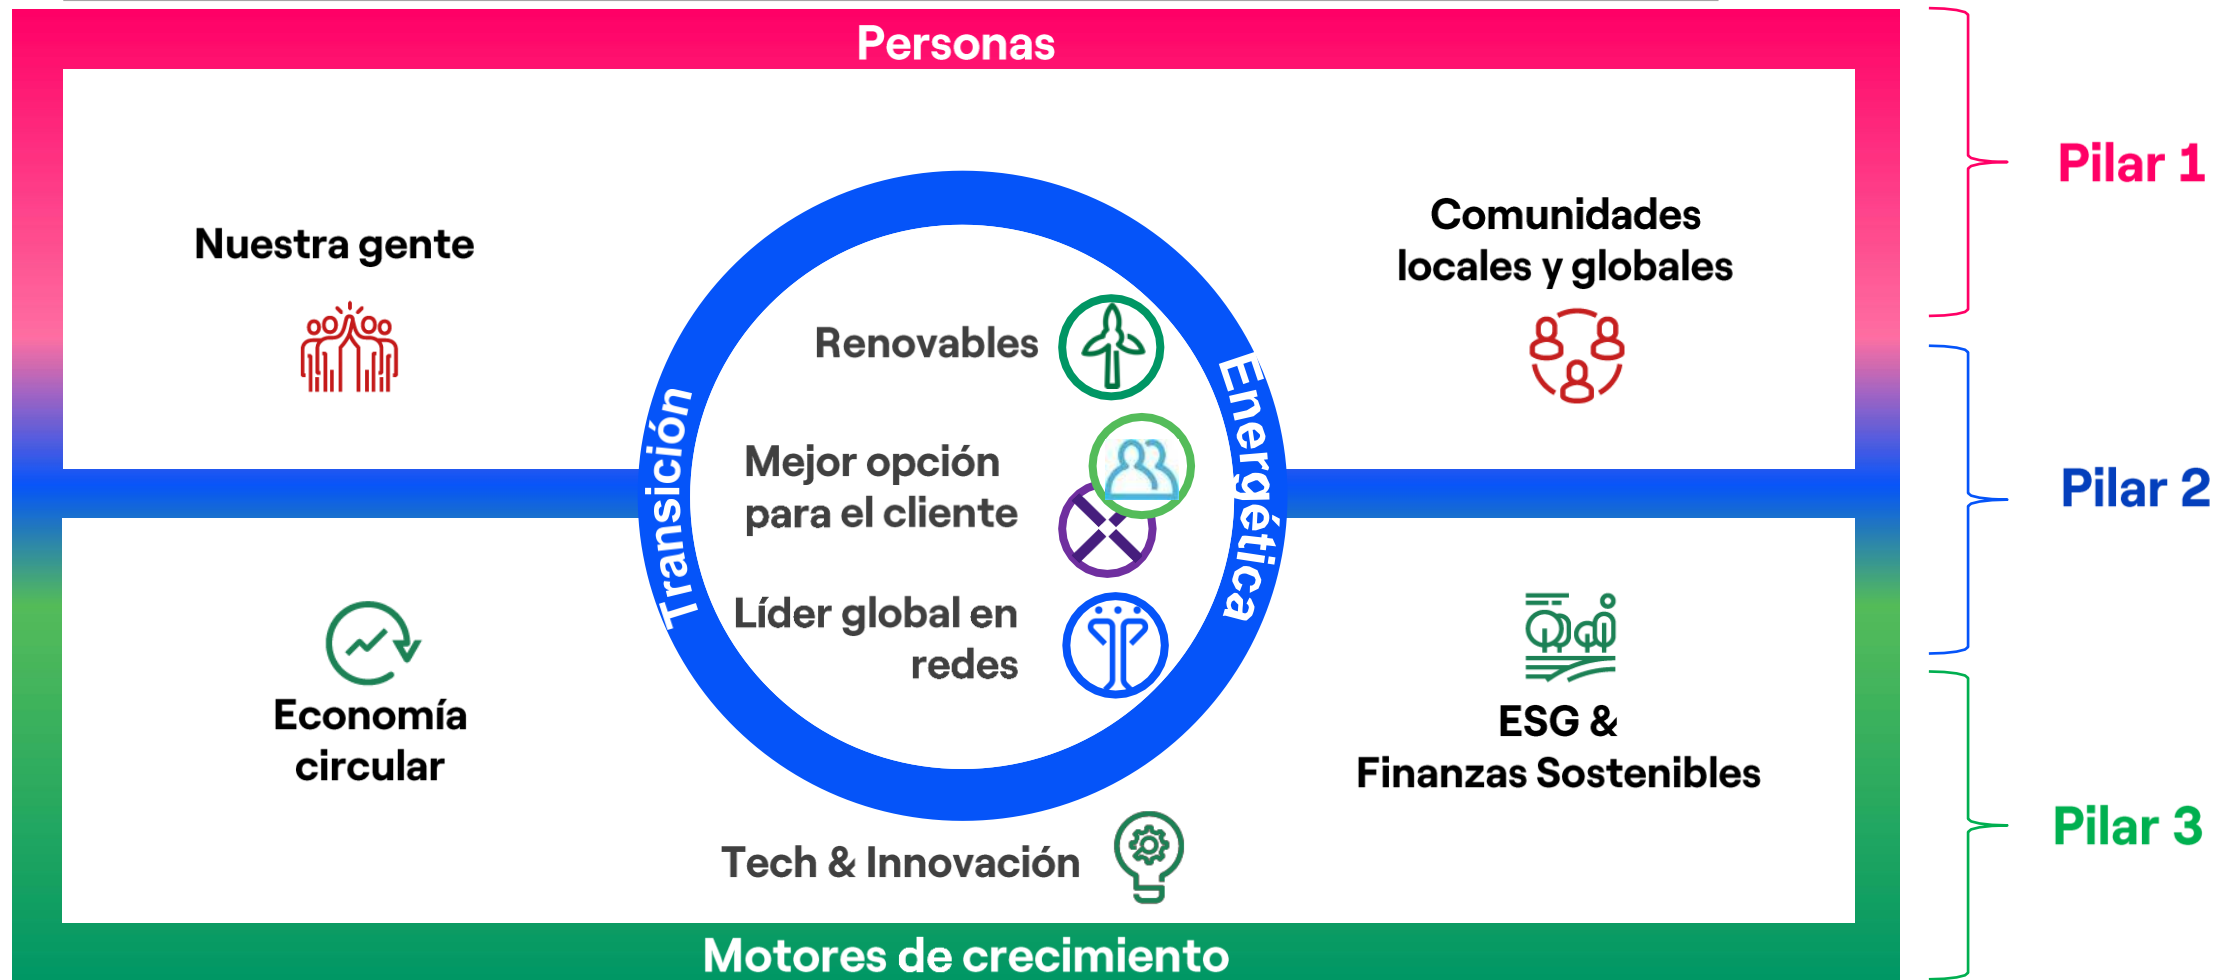 Personas
Pilar 1
Nuestra gente
Comunidades
locales y globales
Transición
Energética
Renovables
Mejor opción
para el cliente
Líder global en
redes
Pilar 2
Economía
circular
ESG &
Finanzas Sostenibles
Tech & Innovación
Pilar 3
Motores de crecimiento